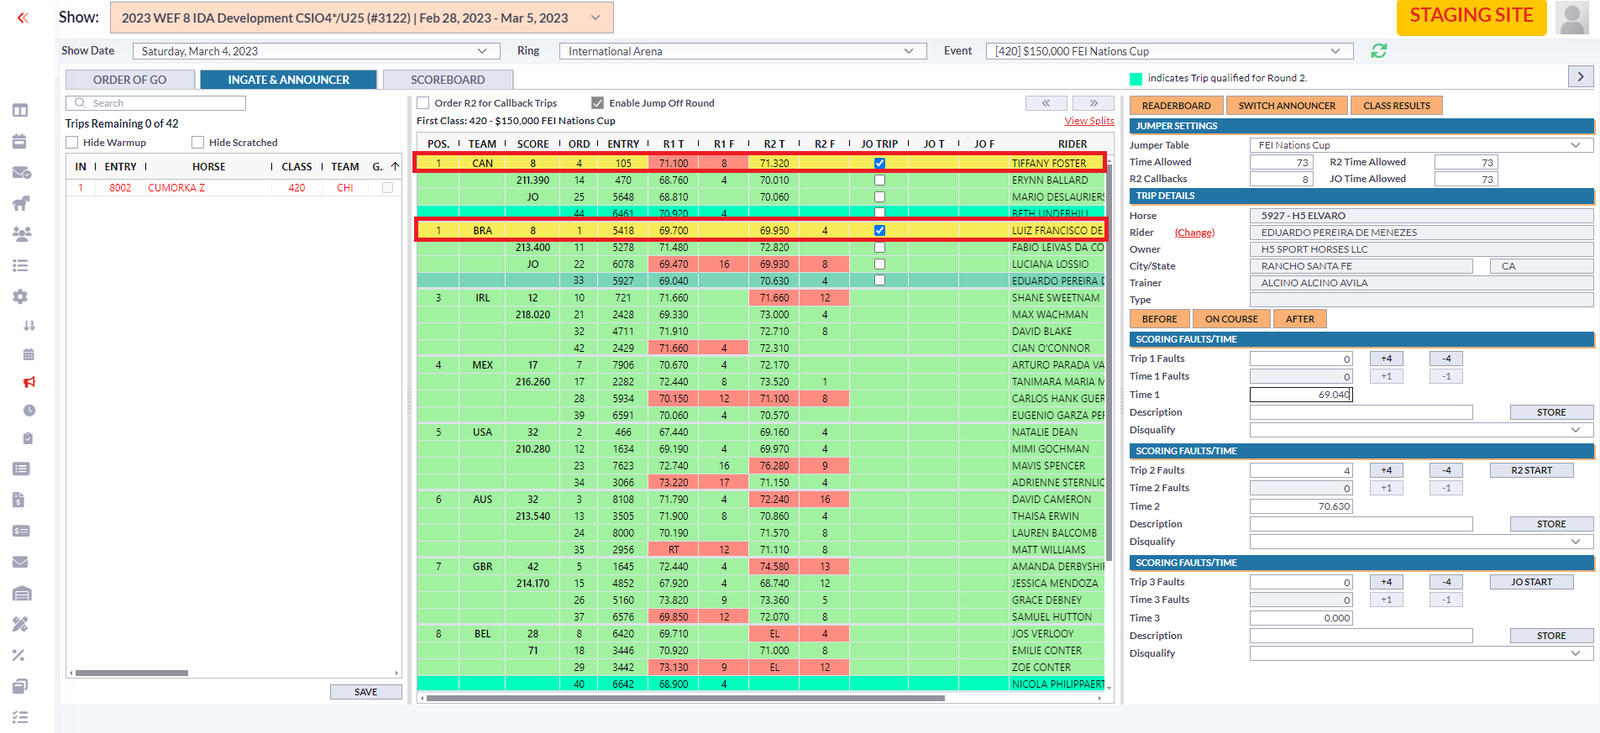 Show: 2023 WEF 8 IDA Development CSIO4*/U25 (#3122) | Feb 28, 2023 - Mar 5, 2023
STAGING SITE
Show Date Saturday, March 4, 2023 Ring International Arena Event [420] $150,000 FEI Nations Cup
ORDER OF GO INGATE & ANNOUNCER SCOREBOARD
indicates Trip qualified for Round 2.
Search
Trips Remaining 0 of 42
Hide Warmup Hide Scratched
IN ENTRY HORSE CLASS TEAM G..
1 8002 CUMORKA Z 420 CHI
SAVE
Order R2 for Callback Trips Enable Jump Off Round
First Class: 420 - $150,000 FEI Nations Cup View Splits
POS. TEAM SCORE ORD ENTRY R1 T R1 F R2 T R2 F JO TRIP JO T JO F RIDER
1 CAN 8 4 105 71.100 8 71.320 TIFFANY FOSTER
211.390 14 470 68.760 4 70.010 ERYNN BALLARD
JO 25 5648 68.810 70.060 MARIO DESLAURIERS
44 6461 70.920 4 BETH UNDERHILL
1 BRA 8 1 5418 69.700 69.950 4 LUIZ FRANCISCO DE
213.400 11 5278 71.480 72.820 FABIO LEIVAS DA CO
JO 22 6078 69.470 16 69.930 8 LUCIANA LOSSIO
33 5927 69.040 70.630 4 EDUARDO PEREIRA D
3 IRL 12 10 721 71.660 71.660 12 SHANE SWEETNAM
218.020 21 2428 69.330 73.000 4 MAX WACHMAN
32 4711 71.910 72.710 8 DAVID BLAKE
42 2429 71.660 4 72.310 CIAN O'CONNOR
4 MEX 17 7 7906 70.670 4 72.170 ARTURO PARADA VA
216.260 17 2282 72.440 8 73.520 1 TANIMARA MARIA M
28 5934 70.150 12 71.100 8 CARLOS HANK GUER
39 6591 70.060 4 70.570 EUGENIO GARZA PE
5 USA 32 2 466 67.440 69.160 4 NATALIE DEAN
210.280 12 1634 69.190 4 69.970 4 MIMI GOCHMAN
23 7623 72.740 16 76.280 9 MAVIS SPENCER
34 3066 73.220 17 71.150 4 ADRIENNE STERNLIC
6 AUS 32 3 8108 71.790 4 72.240 16 DAVID CAMERON
213.540 13 3505 71.900 8 70.860 4 THAISA ERWIN
24 8000 70.190 71.570 8 LAUREN BALCOMB
35 2956 RT 12 71.110 8 MATT WILLIAMS
7 GBR 42 5 1645 72.440 4 74.580 13 AMANDA DERBYSHI
214.170 15 4852 67.920 4 68.740 12 JESSICA MENDOZA
26 5160 73.820 9 73.360 5 GRACE DEBNEY
37 6576 69.850 12 72.070 8 SAMUEL HUTTON
8 BEL 28 8 6420 69.710 EL 4 JOS VERLOOY
71 18 3446 70.920 71.000 8 EMILIE CONTER
29 3442 73.130 9 EL 12 ZOE CONTER
40 6642 68.900 4 NICOLA PHILIPPAERT
READERBOARD SWITCH ANNOUNCER CLASS RESULTS
JUMPER SETTINGS
Jumper Table FEI Nations Cup
Time Allowed 73 R2 Time Allowed 73
R2 Callbacks 8 JO Time Allowed 73
TRIP DETAILS
Horse 5927 - H5 ELVARO
Rider (Change) EDUARDO PEREIRA DE MENEZES
Owner H5 SPORT HORSES LLC
City/State RANCHO SANTA FE CA
Trainer ALCINO ALCINO AVILA
Type
BEFORE ON COURSE AFTER
SCORING FAULTS/TIME
Trip 1 Faults 0 +4 -4
Time 1 Faults 0 +1 -1
Time 1 69.040
Description STORE
Disqualify
SCORING FAULTS/TIME
Trip 2 Faults 4 +4 -4 R2 START
Time 2 Faults 0 +1 -1
Time 2 70.630
Description STORE
Disqualify
SCORING FAULTS/TIME
Trip 3 Faults 0 +4 -4 JO START
Time 3 Faults 0 +1 -1
Time 3 0.000
Description STORE
Disqualify